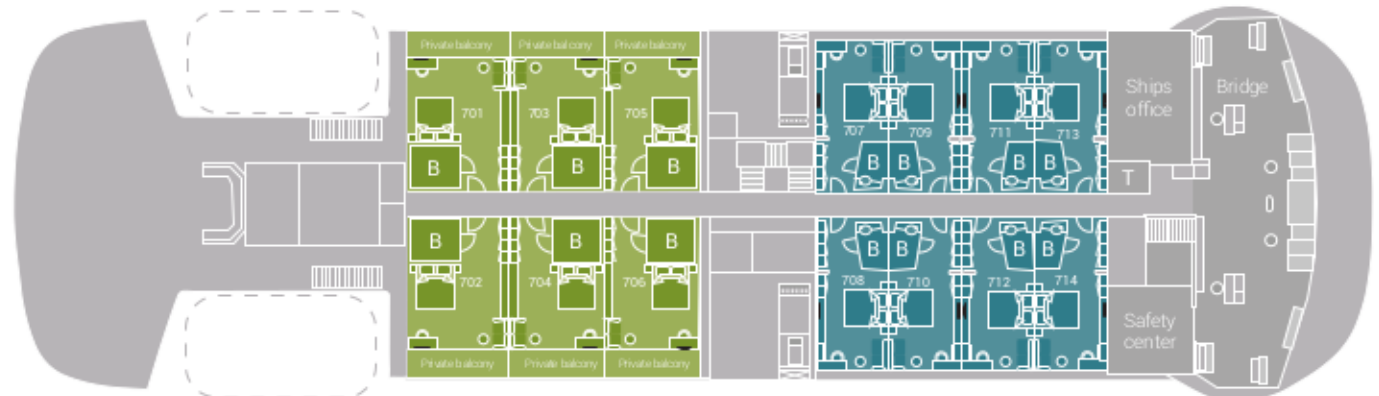 Private balcony Private balcony Private balcony
Ships
office
Bridge
701 703 705
707 709 711 713
B B B B B B B
T
B B B B B B B
702 704 706 708 710 712 714
Safety
center
Private balcony Private balcony Private balcony